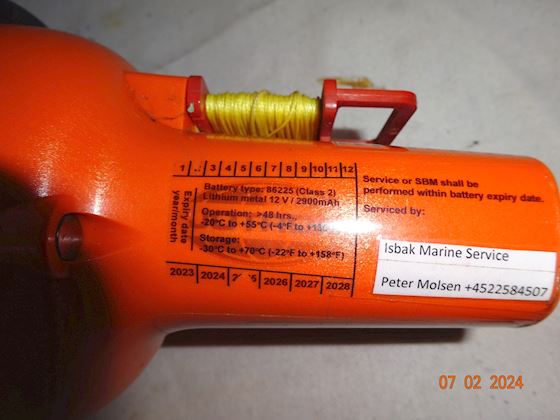 1 3 4 5 6 7 8 9 10 11 12
Expiry date
year/month
Battery type: 86225 (Class 2)
Lithium metal 12 V / 2900mAh
Operation: >48 hrs.,
-20°C to +55°C (-4°F to
Storage:
-30°C to +70°C (-22°F to +158°F)
2023 2024 2026 2027 2028
Service or SBM shall be
performed within battery expiry date.
Serviced by:
Isbak Marine Service
Peter Molsen +4522584507
07 02 2024